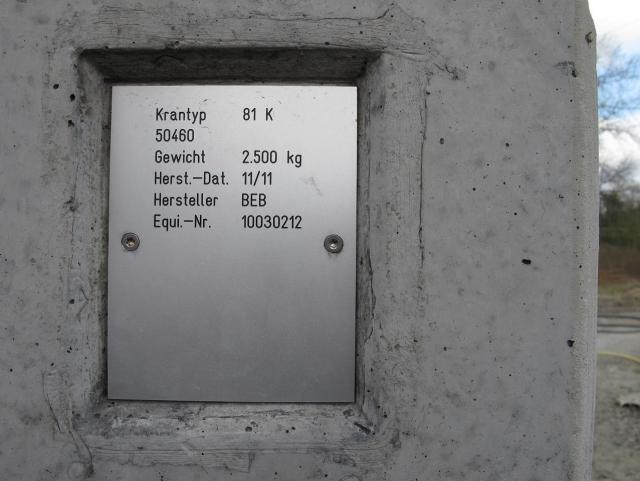 Krantyp 81 K
50460
Gewicht 2.500 kg
Herst.-Dat. 11/11
Hersteller BEB
Equi.-Nr. 10030212